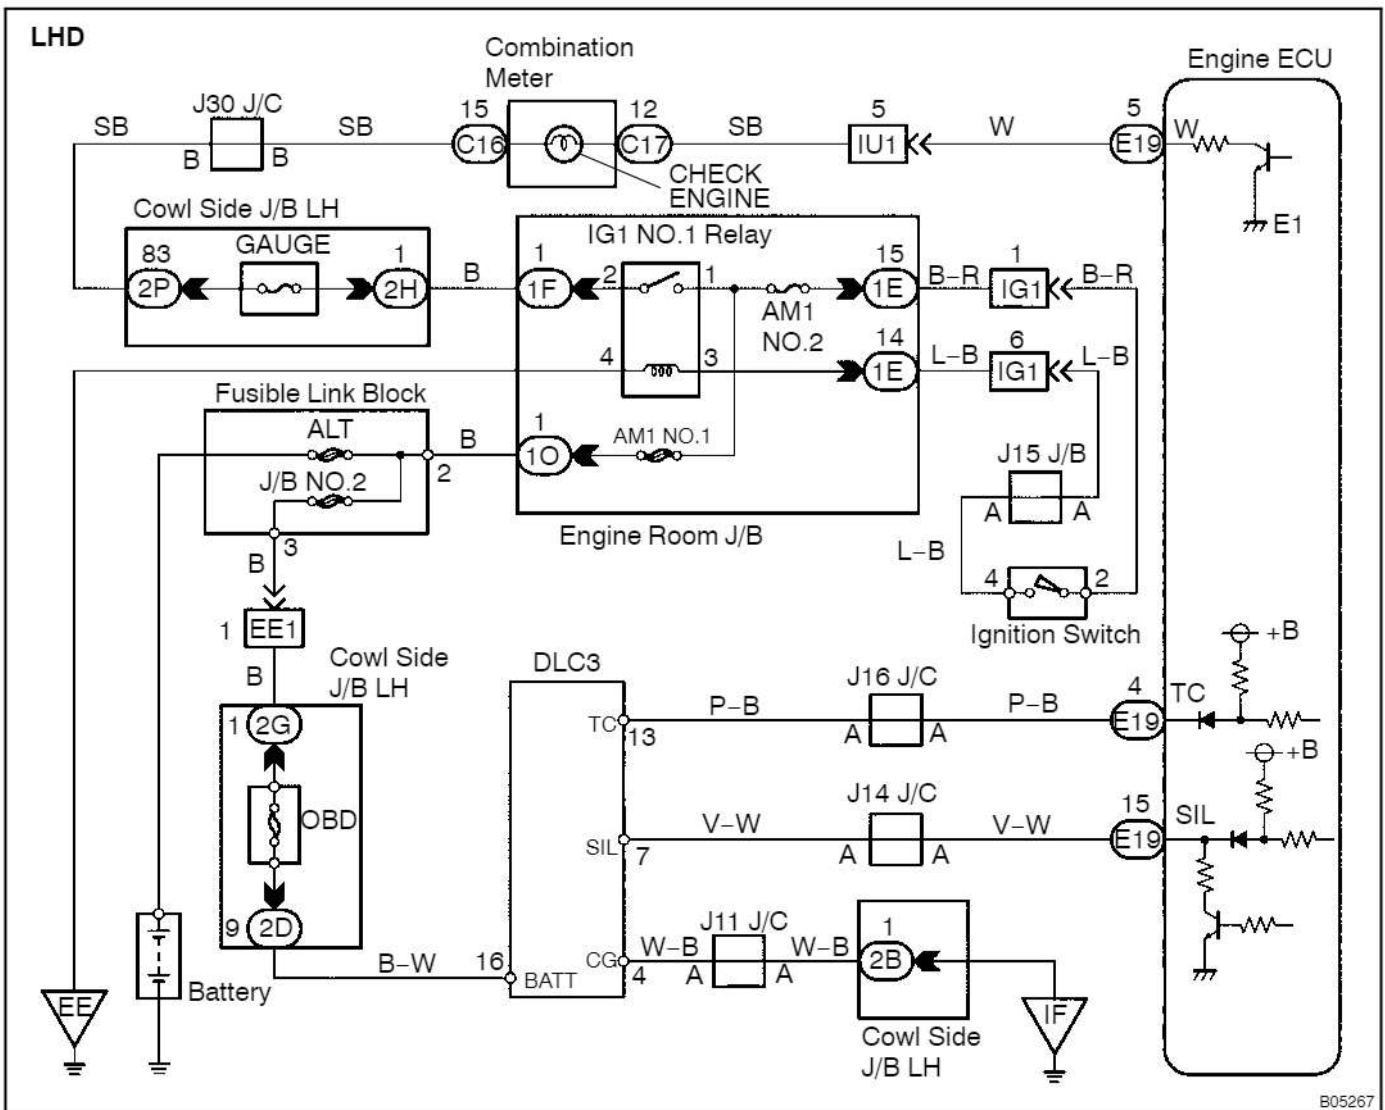 LHD
Combination
Meter
Engine ECU
J30 J/C
SB
B
B
SB
15
C16
12
C17
SB
5
IU1
W
5
E19
W
E1
CHECK
ENGINE
Cowl Side J/B LH
GAUGE
83
2P
1
2H
B
IG1 NO.1 Relay
1
1F
2
1
AM1
NO.2
15
1E
B-R
1
IG1
B-R
4
3
14
1E
L-B
6
IG1
L-B
Fusible Link Block
ALT
J/B NO.2
2
B
3
1
1O
AM1 NO.1
Engine Room J/B
J15 J/B
A
A
L-B
4
2
Ignition Switch
B
1
EE1
B
Cowl Side
J/B LH
1
2G
OBD
9
2D
B-W
DLC3
TC
13
P-B
J16 J/C
A
A
P-B
4
E19
TC
+B
SIL
7
V-W
J14 J/C
A
A
V-W
15
E19
SIL
+B
CG
4
W-B
J11 J/C
A
A
W-B
1
2B
Cowl Side
J/B LH
IF
16
BATT
Battery
EE
B05267